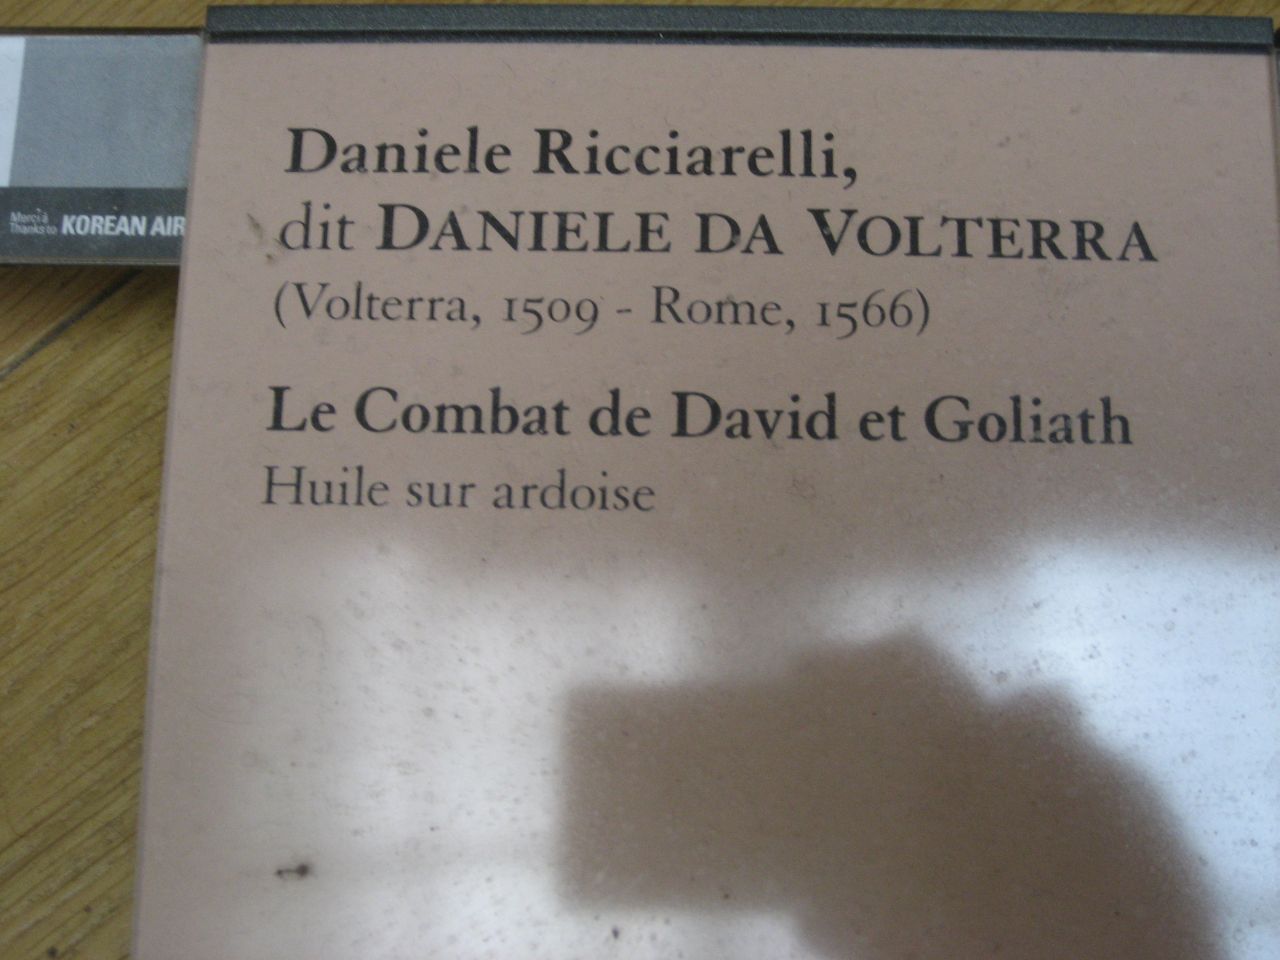 Daniele Ricciarelli,
dit DANIELE DA VOLTERRA
(Volterra, 1509 - Rome, 1566)
Le Combat de David et Goliath
Huile sur ardoise
Merci à
Thanks to KOREAN AIR